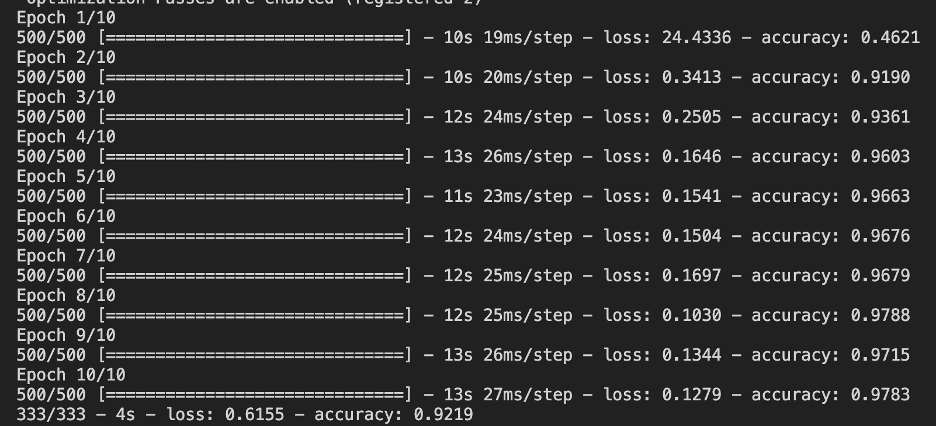 Optimization Passes are enabled (registered 2)
Epoch 1/10
500/500 [==============================] - 10s 19ms/step - loss: 24.4336 - accuracy: 0.4621
Epoch 2/10
500/500 [==============================] - 10s 20ms/step - loss: 0.3413 - accuracy: 0.9190
Epoch 3/10
500/500 [==============================] - 12s 24ms/step - loss: 0.2505 - accuracy: 0.9361
Epoch 4/10
500/500 [==============================] - 13s 26ms/step - loss: 0.1646 - accuracy: 0.9603
Epoch 5/10
500/500 [==============================] - 11s 23ms/step - loss: 0.1541 - accuracy: 0.9663
Epoch 6/10
500/500 [==============================] - 12s 24ms/step - loss: 0.1504 - accuracy: 0.9676
Epoch 7/10
500/500 [==============================] - 12s 25ms/step - loss: 0.1697 - accuracy: 0.9679
Epoch 8/10
500/500 [==============================] - 12s 25ms/step - loss: 0.1030 - accuracy: 0.9788
Epoch 9/10
500/500 [==============================] - 13s 26ms/step - loss: 0.1344 - accuracy: 0.9715
Epoch 10/10
500/500 [==============================] - 13s 27ms/step - loss: 0.1279 - accuracy: 0.9783
333/333 - 4s - loss: 0.6155 - accuracy: 0.9219